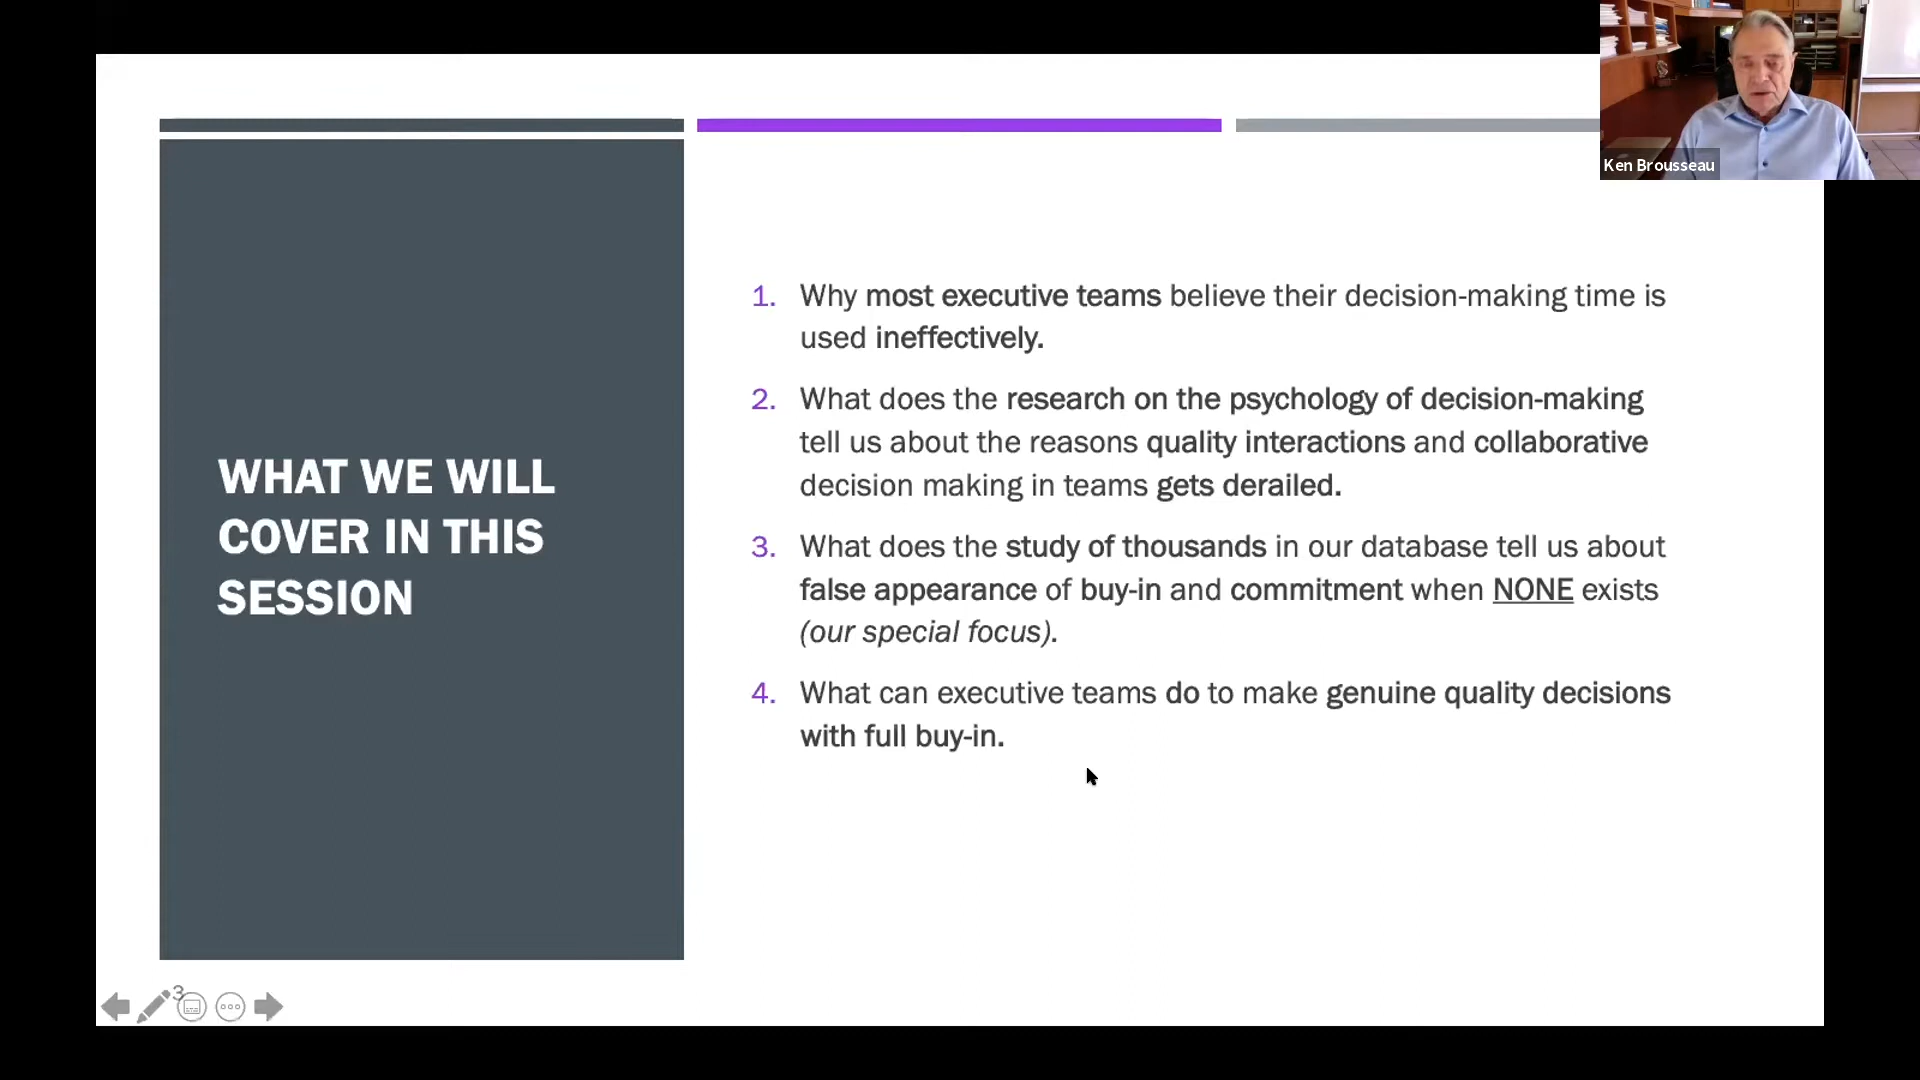 Ken Brousseau
WHAT WE WILL
COVER IN THIS
SESSION
1. Why most executive teams believe their decision-making time is
used ineffectively.
2. What does the research on the psychology of decision-making
tell us about the reasons quality interactions and collaborative
decision making in teams gets derailed.
3. What does the study of thousands in our database tell us about
false appearance of buy-in and commitment when NONE exists
(our special focus).
4. What can executive teams do to make genuine quality decisions
with full buy-in.
3